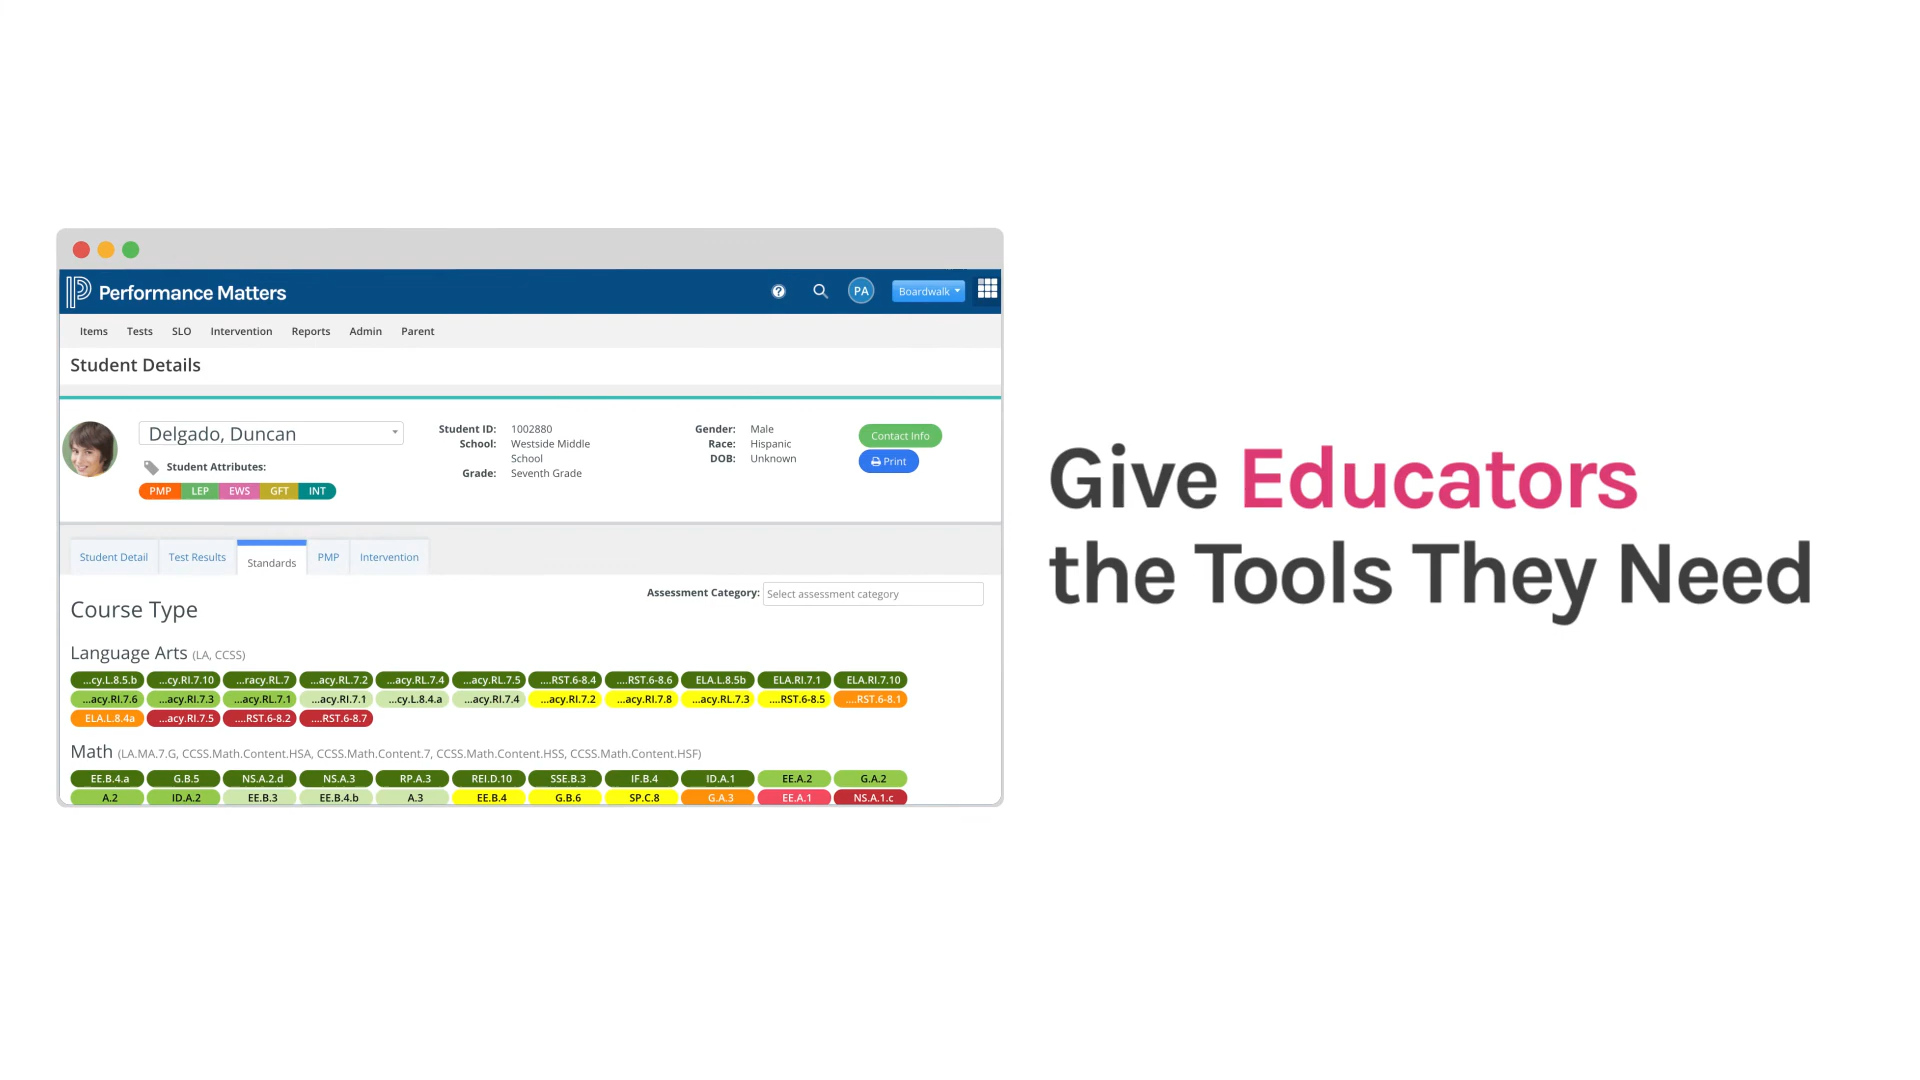 Performance Matters
?
PA
Boardwalk
Items Tests SLO Intervention Reports Admin Parent
Student Details
Delgado, Duncan
Student Attributes:
PMP LEP EWS GFT INT
Student ID: 1002880
School: Westside Middle
School
Grade: Seventh Grade
Gender: Male
Race: Hispanic
DOB: Unknown
Contact Info
Print
Student Detail Test Results Standards PMP Intervention
Assessment Category: Select assessment category
Course Type
Language Arts (LA, CCSS)
...cy.L.8.5.b ...cy.RI.7.10 ...racy.RL.7 ...acy.RL.7.2 ...acy.RL.7.4 ...acy.RL.7.5 ....RST.6-8.4 ....RST.6-8.6 ELA.L.8.5b ELA.RI.7.1 ELA.RI.7.10
...acy.RI.7.6 ...acy.RI.7.3 ...acy.RL.7.1 ...acy.RI.7.1 ...cy.L.8.4.a ...acy.RI.7.4 ...acy.RI.7.2 ...acy.RI.7.8 ...acy.RL.7.3 ....RST.6-8.5 ....RST.6-8.1
ELA.L.8.4a ...acy.RI.7.5 ....RST.6-8.2 ....RST.6-8.7
Math (LA.MA.7.G, CCSS.Math.Content.HSA, CCSS.Math.Content.7, CCSS.Math.Content.HSS, CCSS.Math.Content.HSF)
EE.B.4.a G.B.5 NS.A.2.d NS.A.3 RP.A.3 REI.D.10 SSE.B.3 IF.B.4 ID.A.1 EE.A.2 G.A.2
A.2 ID.A.2 EE.B.3 EE.B.4.b A.3 EE.B.4 G.B.6 SP.C.8 G.A.3 EE.A.1 NS.A.1.c
Give Educators
the Tools They Need